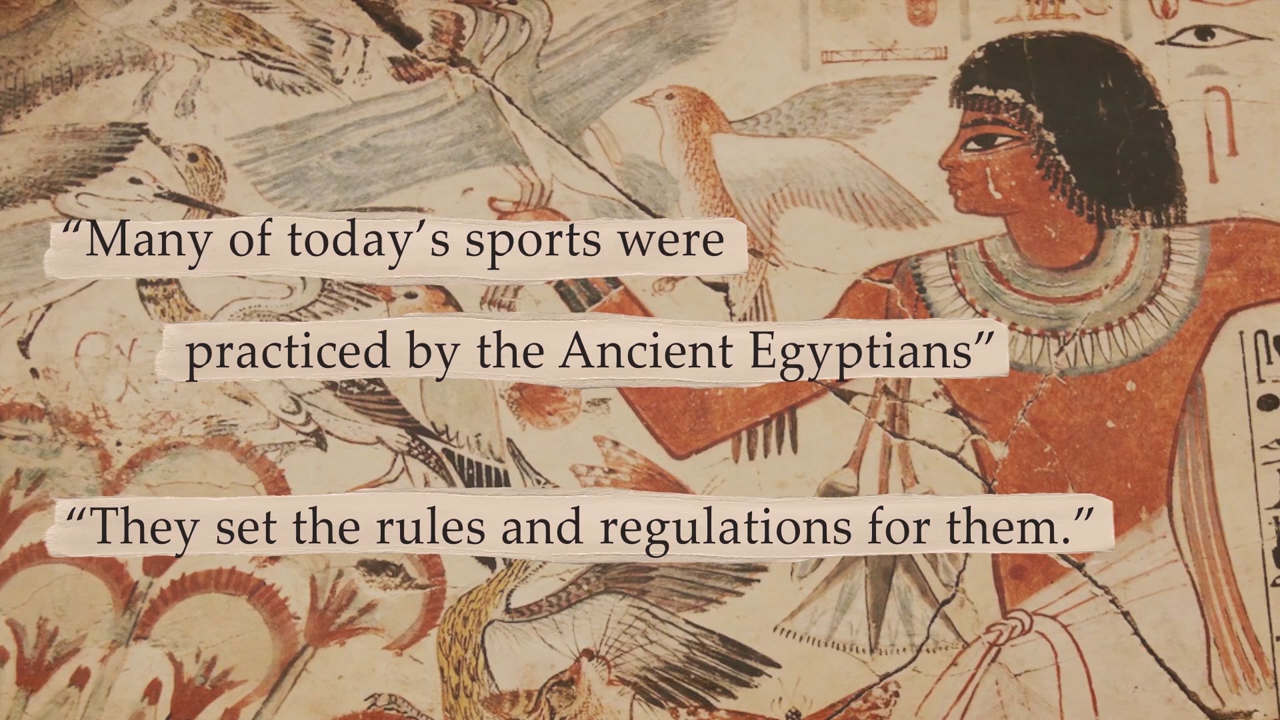 “Many of today’s sports were
practiced by the Ancient Egyptians”
“They set the rules and regulations for them.”